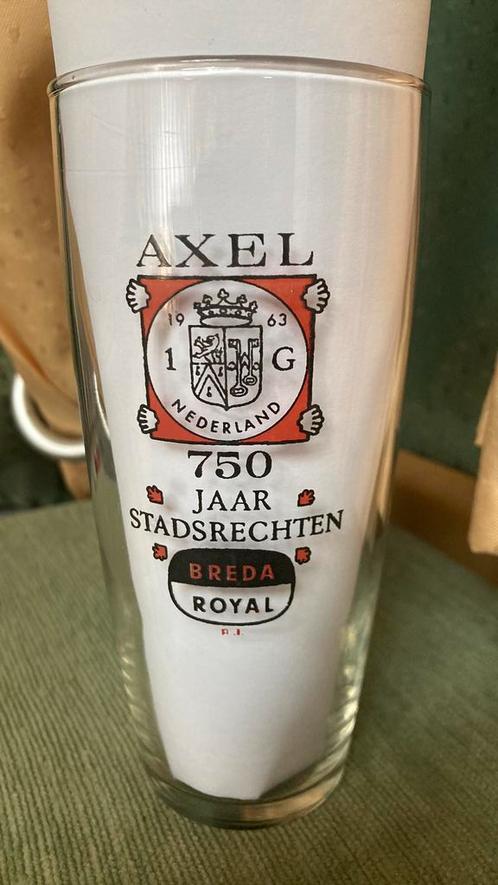 AXEL
19 63
1 G
NEDERLAND
750
JAAR
STADSRECHTEN
BREDA
ROYAL